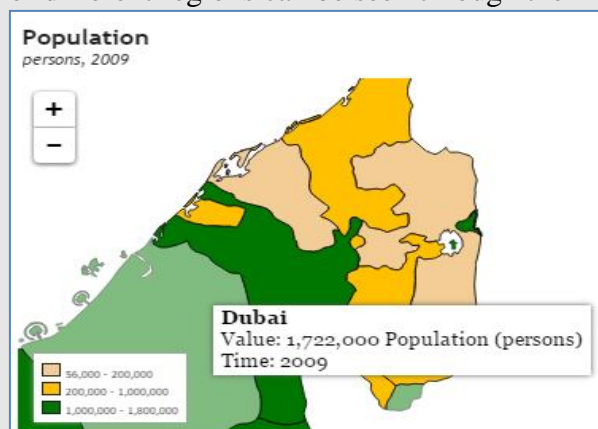 Population
persons, 2009
+
−
Dubai
Value: 1,722,000 Population (persons)
Time: 2009
56,000 - 200,000
200,000 - 1,000,000
1,000,000 - 1,800,000